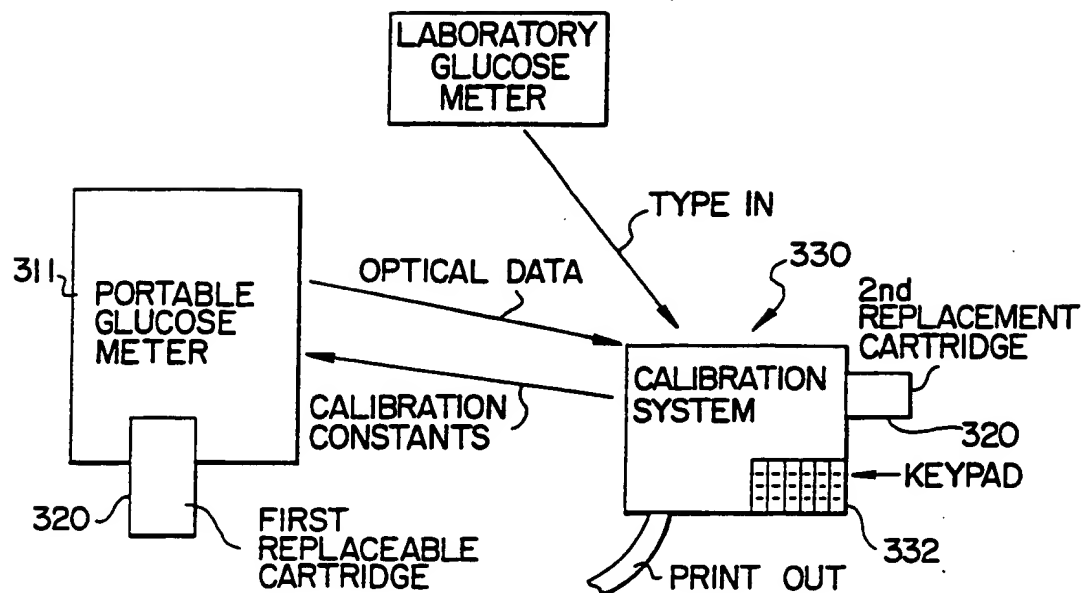 LABORATORY
GLUCOSE
METER
TYPE IN
330
2nd
REPLACEMENT
CARTRIDGE
311
PORTABLE
GLUCOSE
METER
OPTICAL DATA
CALIBRATION
CONSTANTS
CALIBRATION
SYSTEM
320
KEYPAD
332
320
FIRST
REPLACEABLE
CARTRIDGE
PRINT OUT